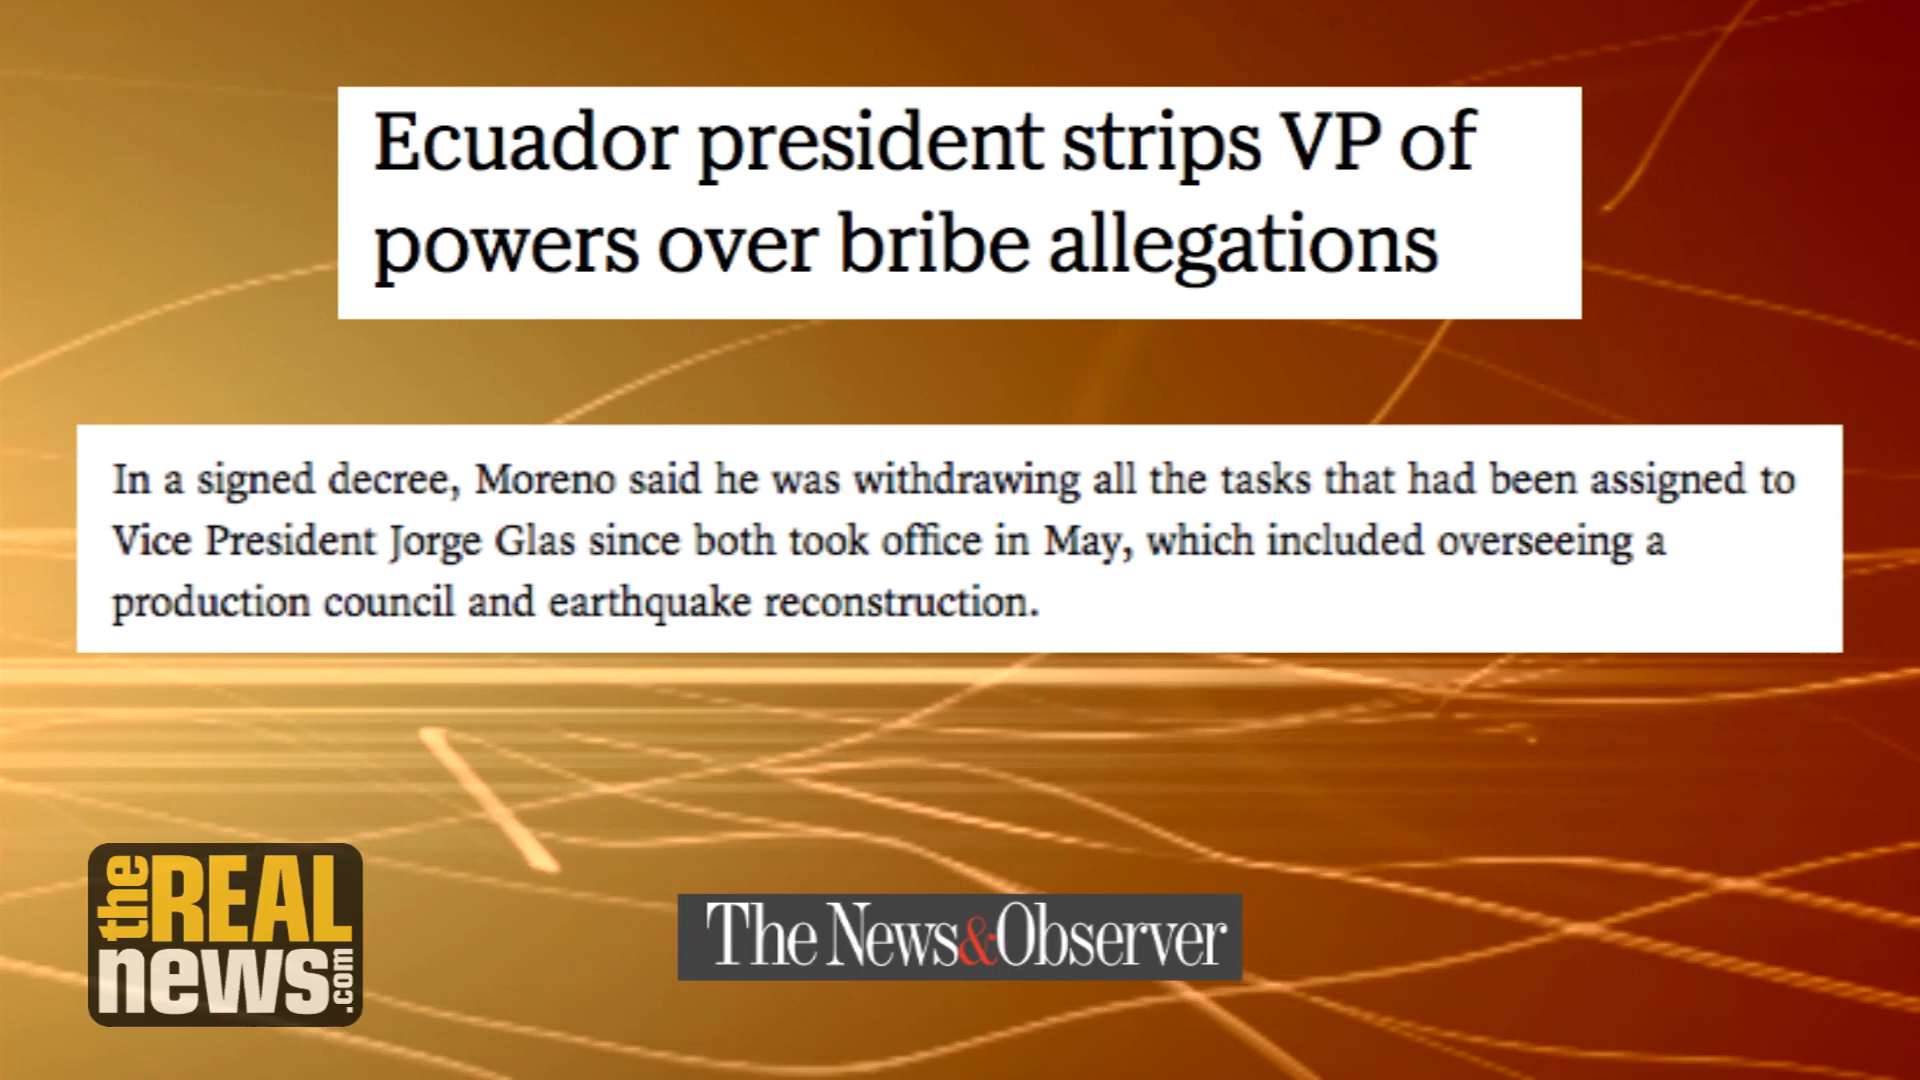 Ecuador president strips VP of
powers over bribe allegations
In a signed decree, Moreno said he was withdrawing all the tasks that had been assigned to
Vice President Jorge Glas since both took office in May, which included overseeing a
production council and earthquake reconstruction.
the REAL
news.com
The News&Observer